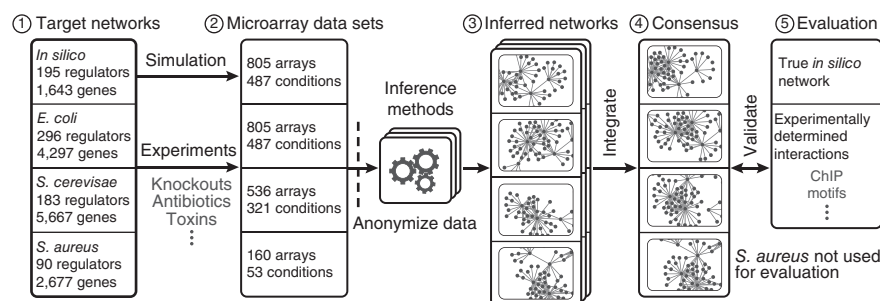 ① Target networks
In silico
195 regulators
1,643 genes
E. coli
296 regulators
4,297 genes
S. cerevisae
183 regulators
5,667 genes
S. aureus
90 regulators
2,677 genes
Simulation
Experiments
Knockouts
Antibiotics
Toxins
② Microarray data sets
805 arrays
487 conditions
805 arrays
487 conditions
536 arrays
321 conditions
160 arrays
53 conditions
Inference
methods
Anonymize data
③ Inferred networks
Integrate
④ Consensus
Validate
⑤ Evaluation
True in silico
network
Experimentally
determined
interactions
ChIP
motifs
S. aureus not used
for evaluation